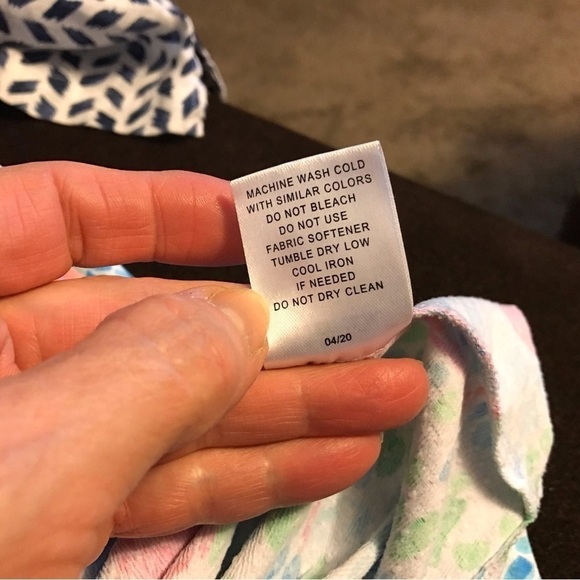 MACHINE WASH COLD
WITH SIMILAR COLORS
DO NOT BLEACH
DO NOT USE
FABRIC SOFTENER
TUMBLE DRY LOW
COOL IRON
IF NEEDED
DO NOT DRY CLEAN
04/20